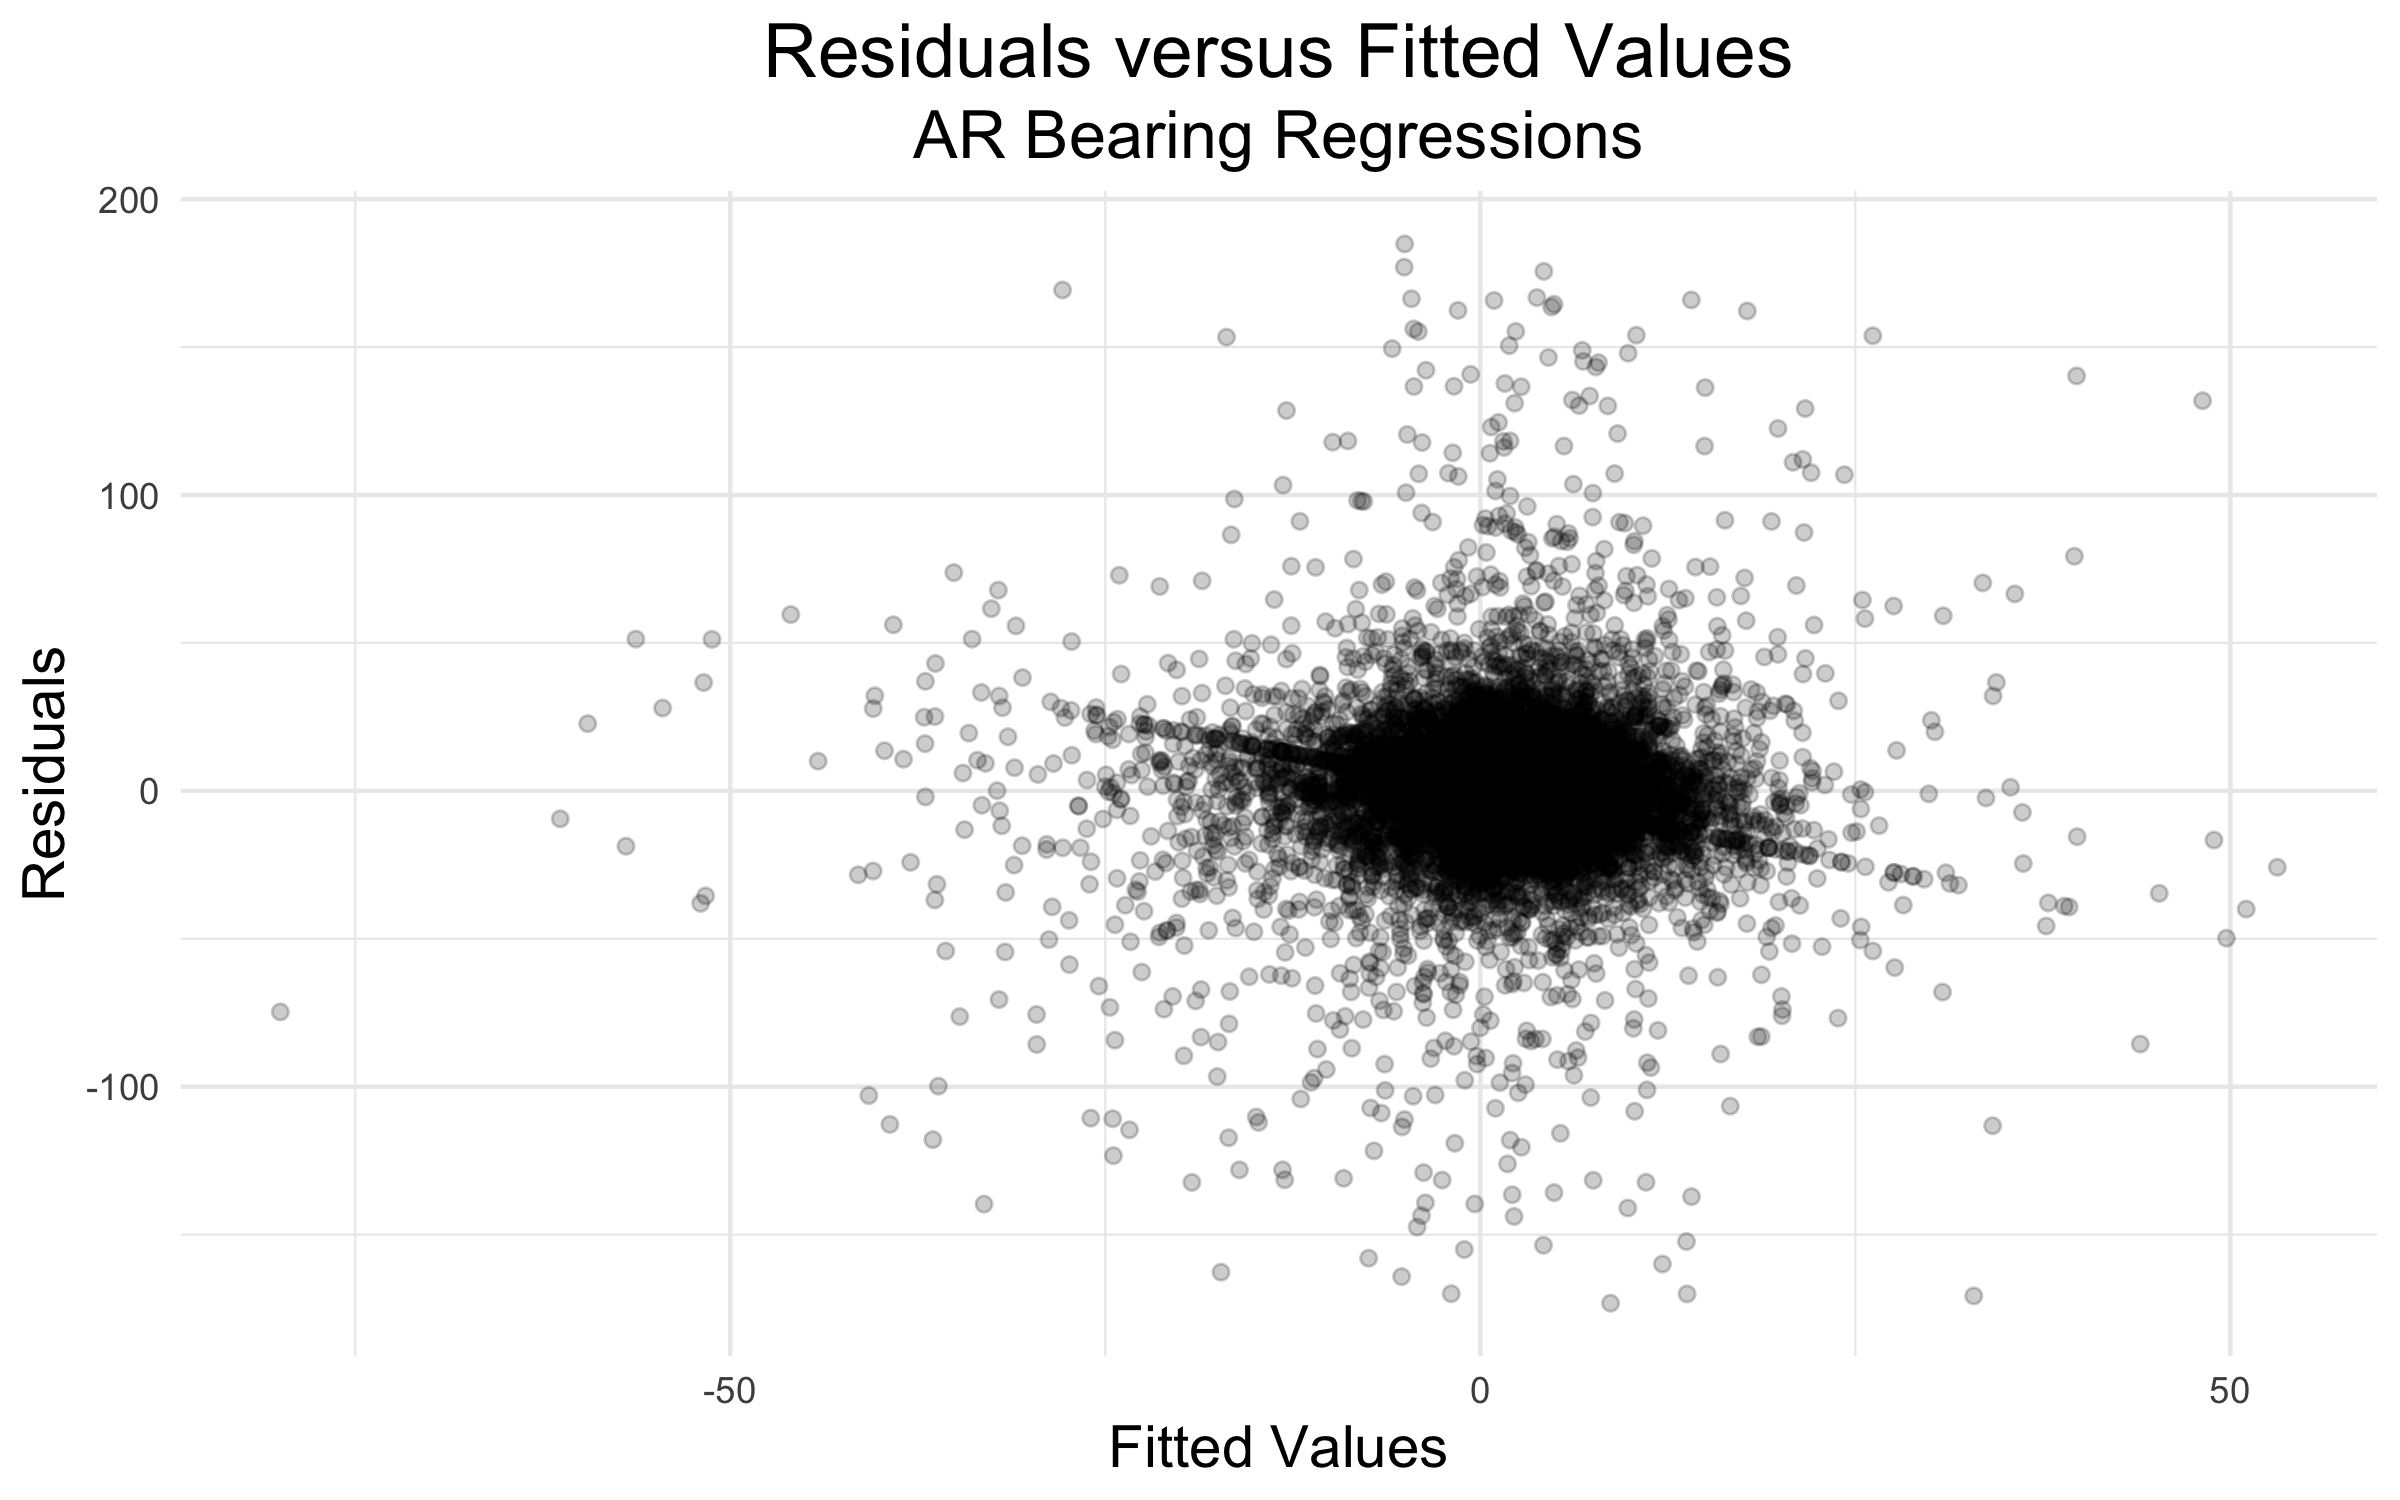 Residuals versus Fitted Values
AR Bearing Regressions
200
100
0
-100
Residuals
-50
0
50
Fitted Values